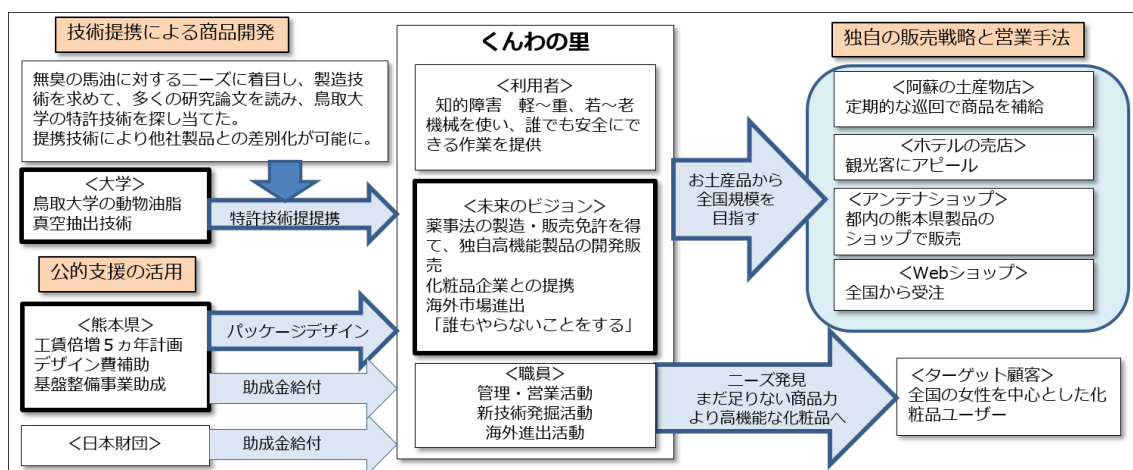 技術提携による商品開発
無臭の馬油に対するニーズに着目し、製造技
術を求めて、多くの研究論文を読み、鳥取大
学の特許技術を探し当てた。
提携技術により他社製品との差別化が可能に。
＜大学＞
鳥取大学の動物油脂
真空抽出技術
特許技術提提携
公的支援の活用
＜熊本県＞
工賃倍増５ヵ年計画
デザイン費補助
基盤整備事業助成
パッケージデザイン
助成金給付
＜日本財団＞
助成金給付
くんわの里
＜利用者＞
知的障害　軽～重、若～老
機械を使い、誰でも安全にで
きる作業を提供
＜未来のビジョン＞
薬事法の製造・販売免許を得
て、独自高機能製品の開発販
売
化粧品企業との提携
海外市場進出
「誰もやらないことをする」
＜職員＞
管理・営業活動
新技術発掘活動
海外進出活動
お土産品から
全国規模を
目指す
ニーズ発見
まだ足りない商品力
より高機能な化粧品へ
独自の販売戦略と営業手法
＜阿蘇の土産物店＞
定期的な巡回で商品を補給
＜ホテルの売店＞
観光客にアピール
＜アンテナショップ＞
都内の熊本県製品の
ショップで販売
＜Webショップ＞
全国から受注
＜ターゲット顧客＞
全国の女性を中心とした化
粧品ユーザー